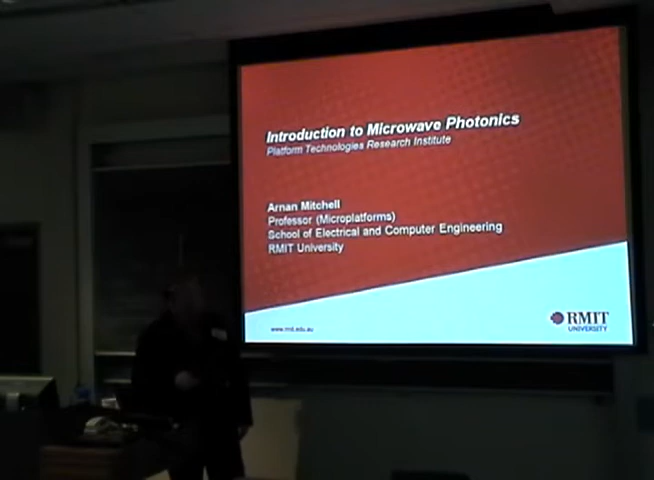 Introduction to Microwave Photonics
Platform Technologies Research Institute
Arnan Mitchell
Professor (Microplatforms)
School of Electrical and Computer Engineering
RMIT University
www.rmit.edu.au
RMIT
UNIVERSITY